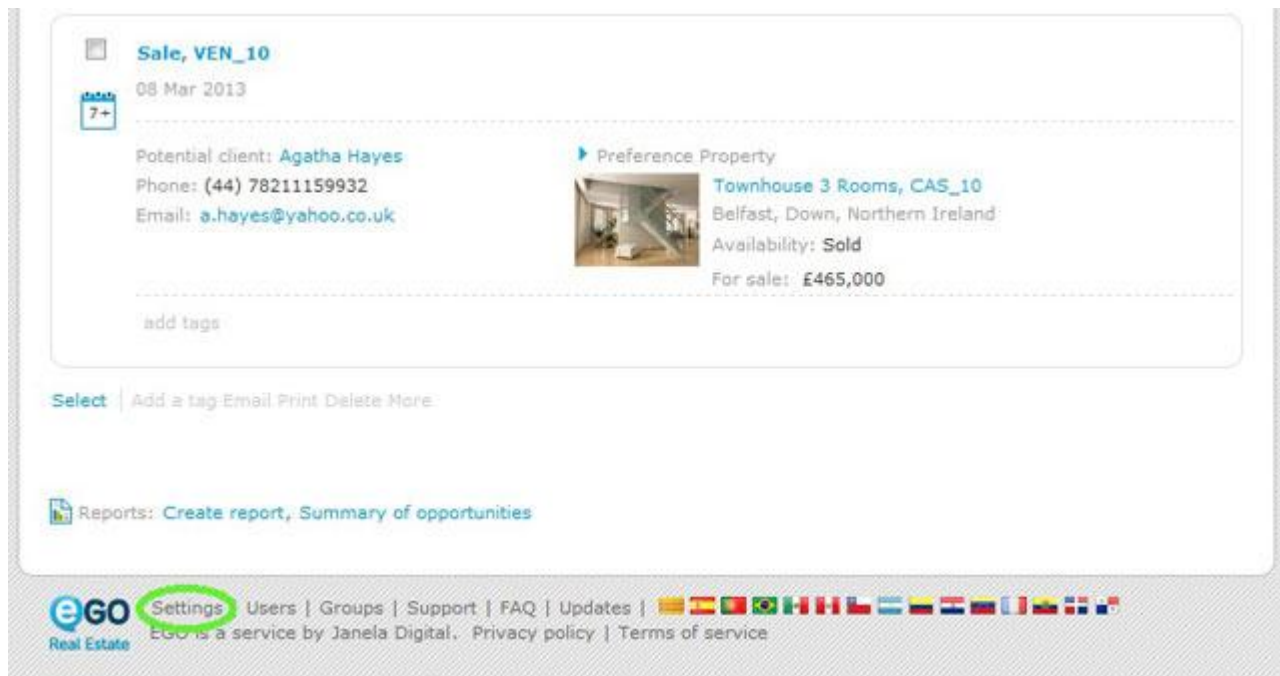 Sale, VEN_10
08 Mar 2013
7+
Potential client: Agatha Hayes
Phone: (44) 78211159932
Email: a.hayes@yahoo.co.uk
Preference Property
Townhouse 3 Rooms, CAS_10
Belfast, Down, Northern Ireland
Availability: Sold
For sale: £465,000
add tags
Select | Add a tag Email Print Delete More
Reports: Create report, Summary of opportunities
eGO Real Estate
Settings Users | Groups | Support | FAQ | Updates |
EGO is a service by Janela Digital. Privacy policy | Terms of service